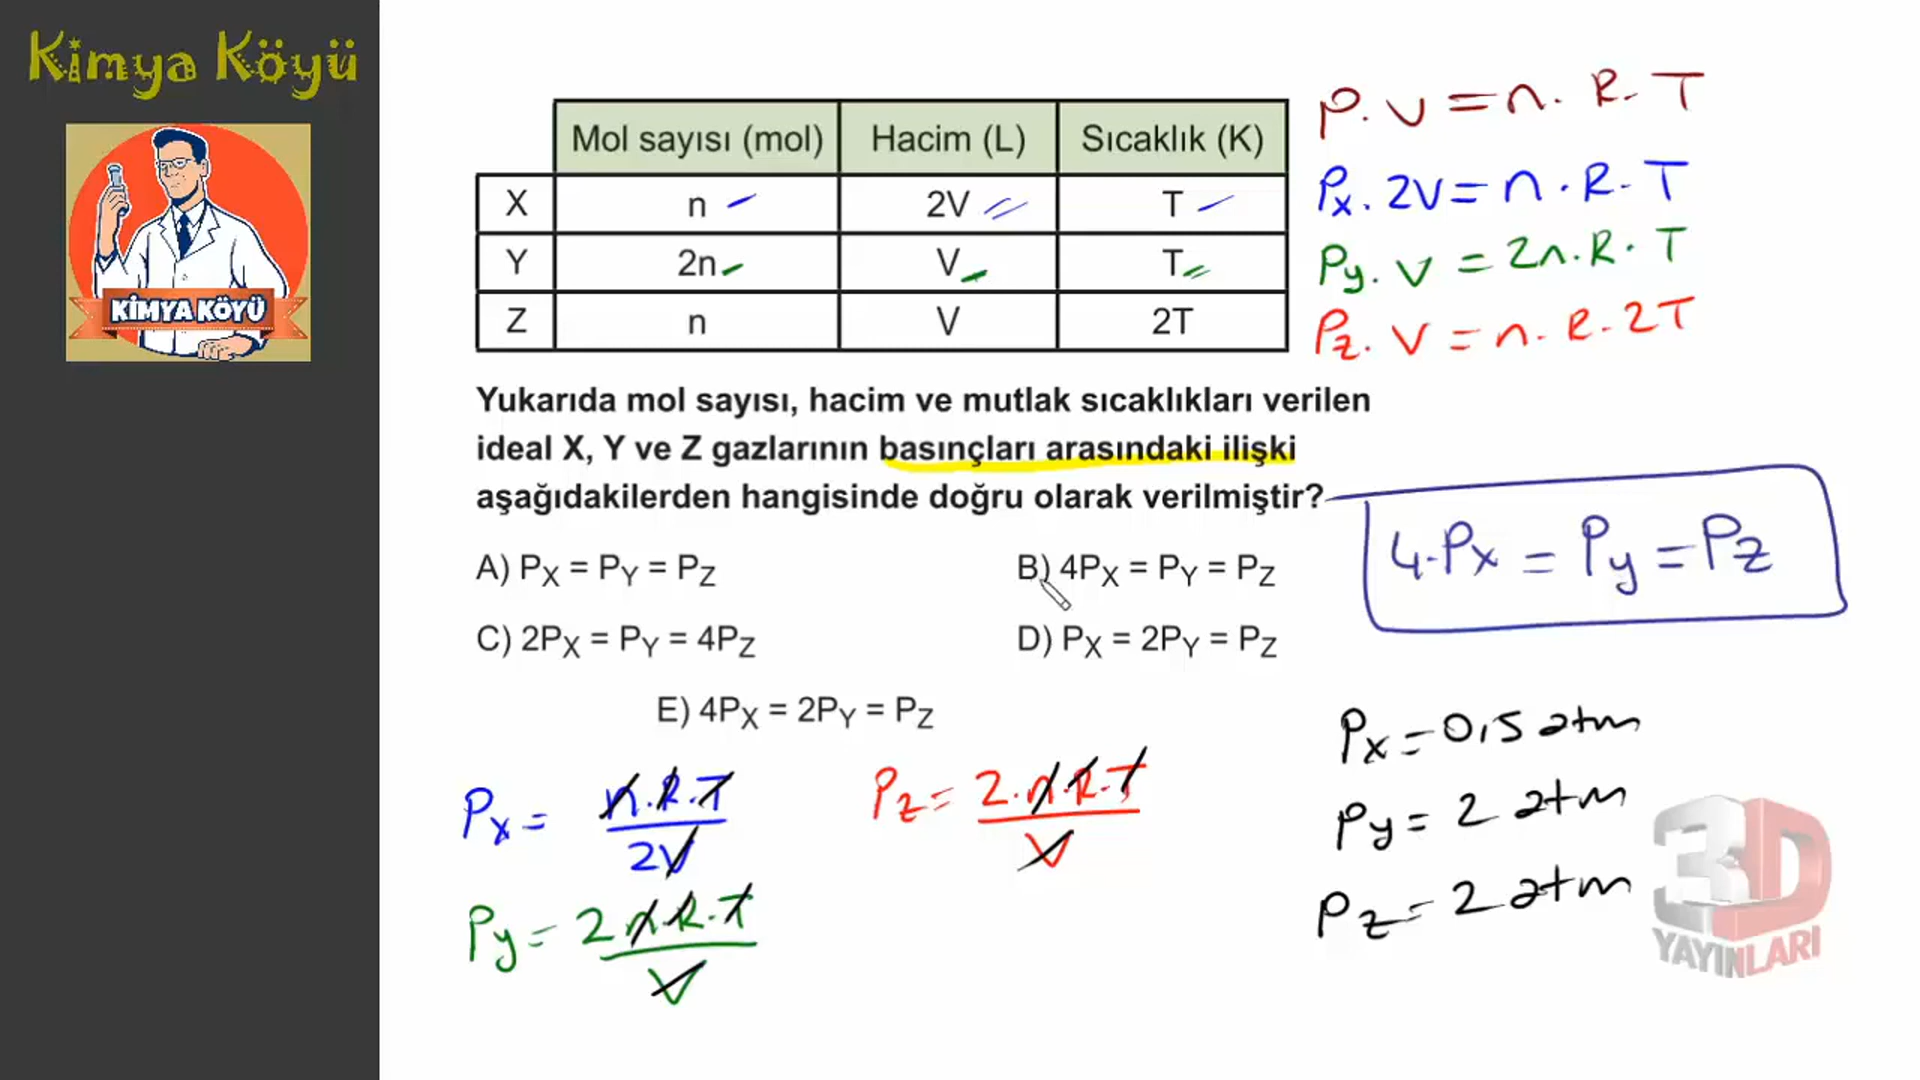 Kimya Köyü
KİMYA KÖYÜ
Mol sayısı (mol) Hacim (L) Sıcaklık (K)
X n 2V T
Y 2n V T
Z n V 2T
P.V = n.R.T
Px.2V = n.R.T
Py.V = 2n.R.T
Pz.V = n.R.2T
Yukarıda mol sayısı, hacim ve mutlak sıcaklıkları verilen
ideal X, Y ve Z gazlarının basınçları arasındaki ilişki
aşağıdakilerden hangisinde doğru olarak verilmiştir?
4.Px = Py = Pz
A) PX = PY = PZ
B) 4PX = PY = PZ
C) 2PX = PY = 4PZ
D) PX = 2PY = PZ
E) 4PX = 2PY = PZ
Px = n.R.T
2V
Py = 2n.R.T
V
Pz = 2.n.R.T
V
Px = 0,5 atm
Py = 2 atm
Pz = 2 atm
3D
YAYINLARI